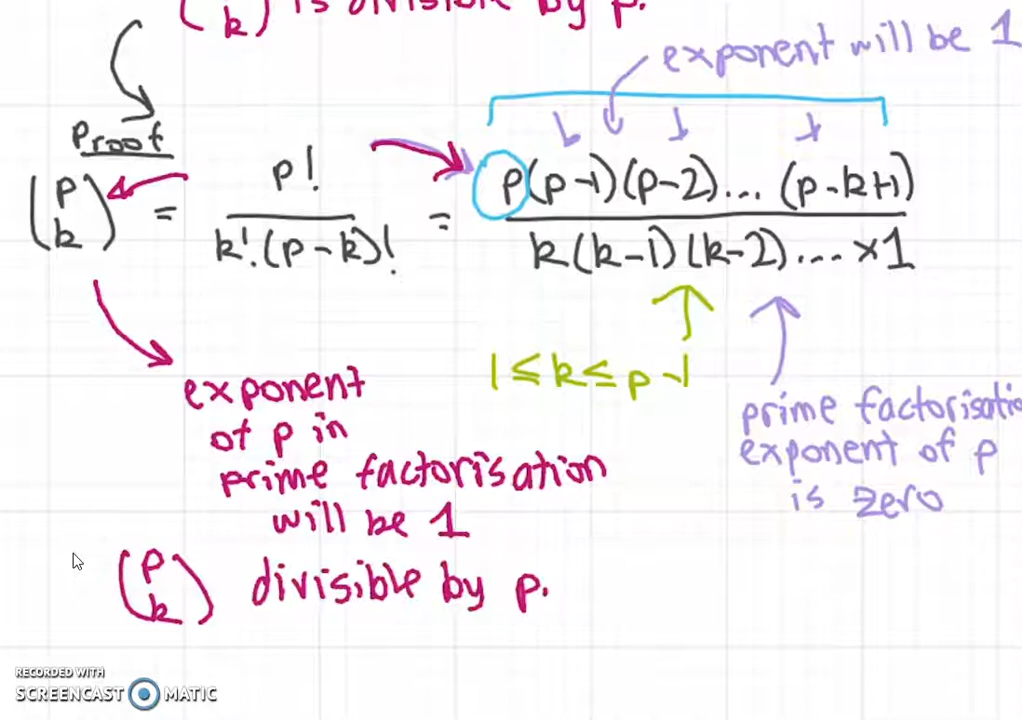 (p k) is divisible by p.
exponent will be 1
Proof
(p k) = p! / k!(p-k)! = p(p-1)(p-2)... (p-k+1) / k(k-1)(k-2)... ×1
1≤k≤p-1
exponent
of p in
prime factorisation
will be 1
prime factorisatio
exponent of p
is zero
(p k) divisible by p.
RECORDED WITH
SCREENCAST MATIC